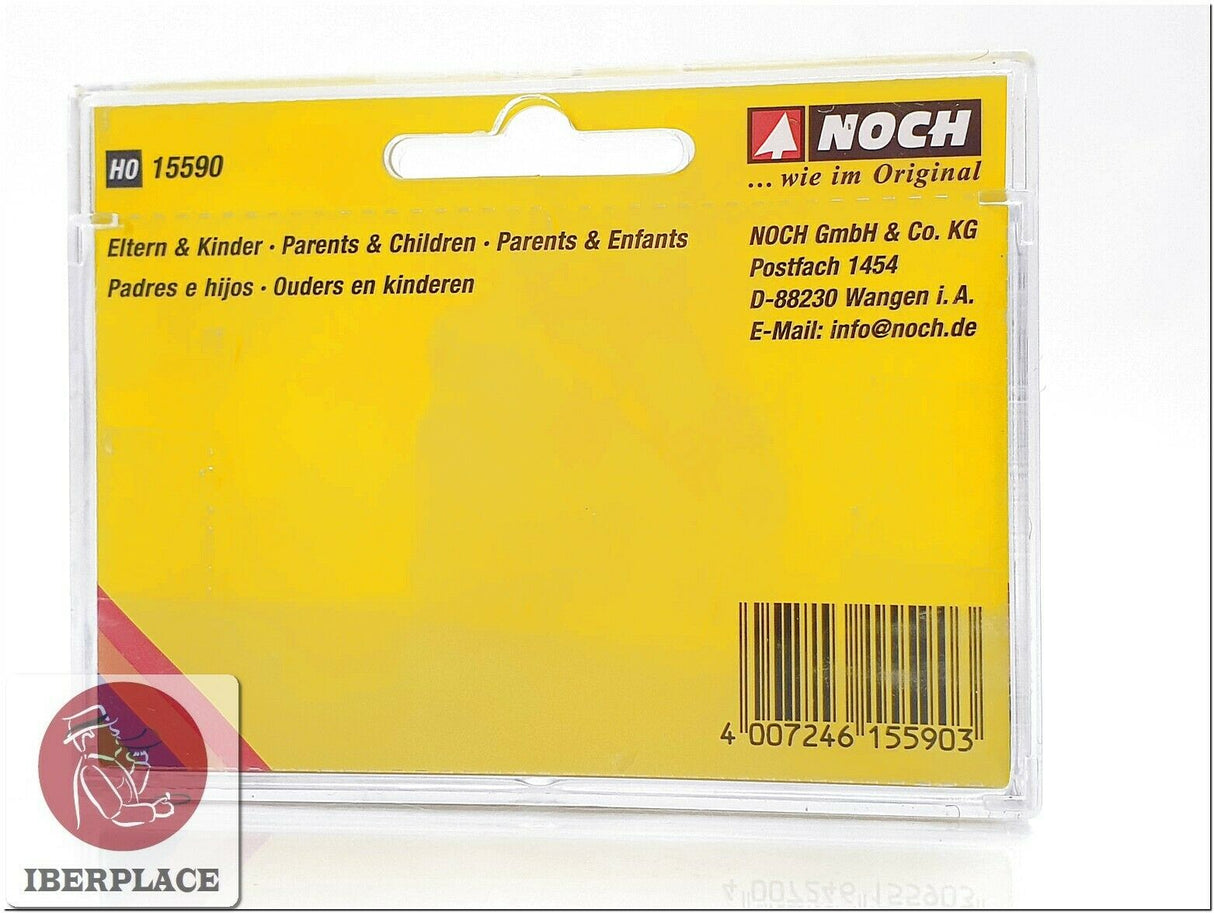 H0 15590
NOCH
... wie im Original
Eltern & Kinder · Parents & Children · Parents & Enfants
Padres e hijos · Ouders en kinderen
NOCH GmbH & Co. KG
Postfach 1454
D-88230 Wangen i. A.
E-Mail: info@noch.de
4 007246 155903
IBERPLACE